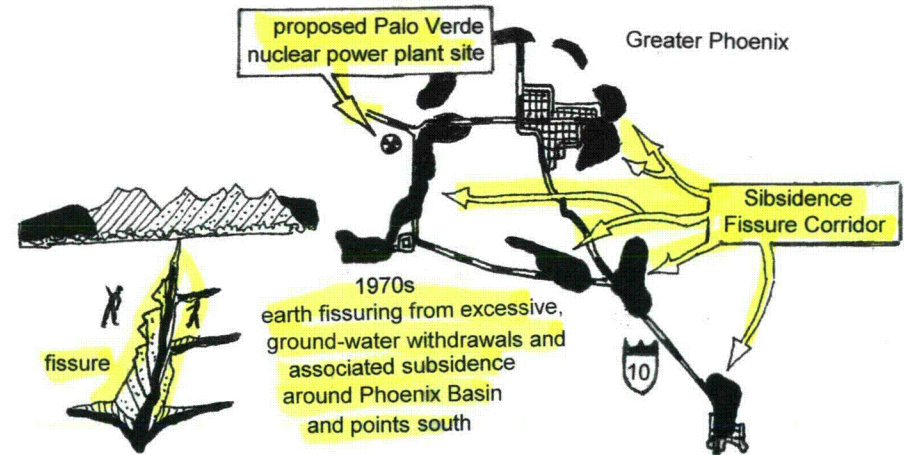 proposed Palo Verde
nuclear power plant site
Greater Phoenix
Sibsidence
Fissure Corridor
1970s
earth fissuring from excessive,
ground-water withdrawals and
associated subsidence
around Phoenix Basin
and points south
fissure
10